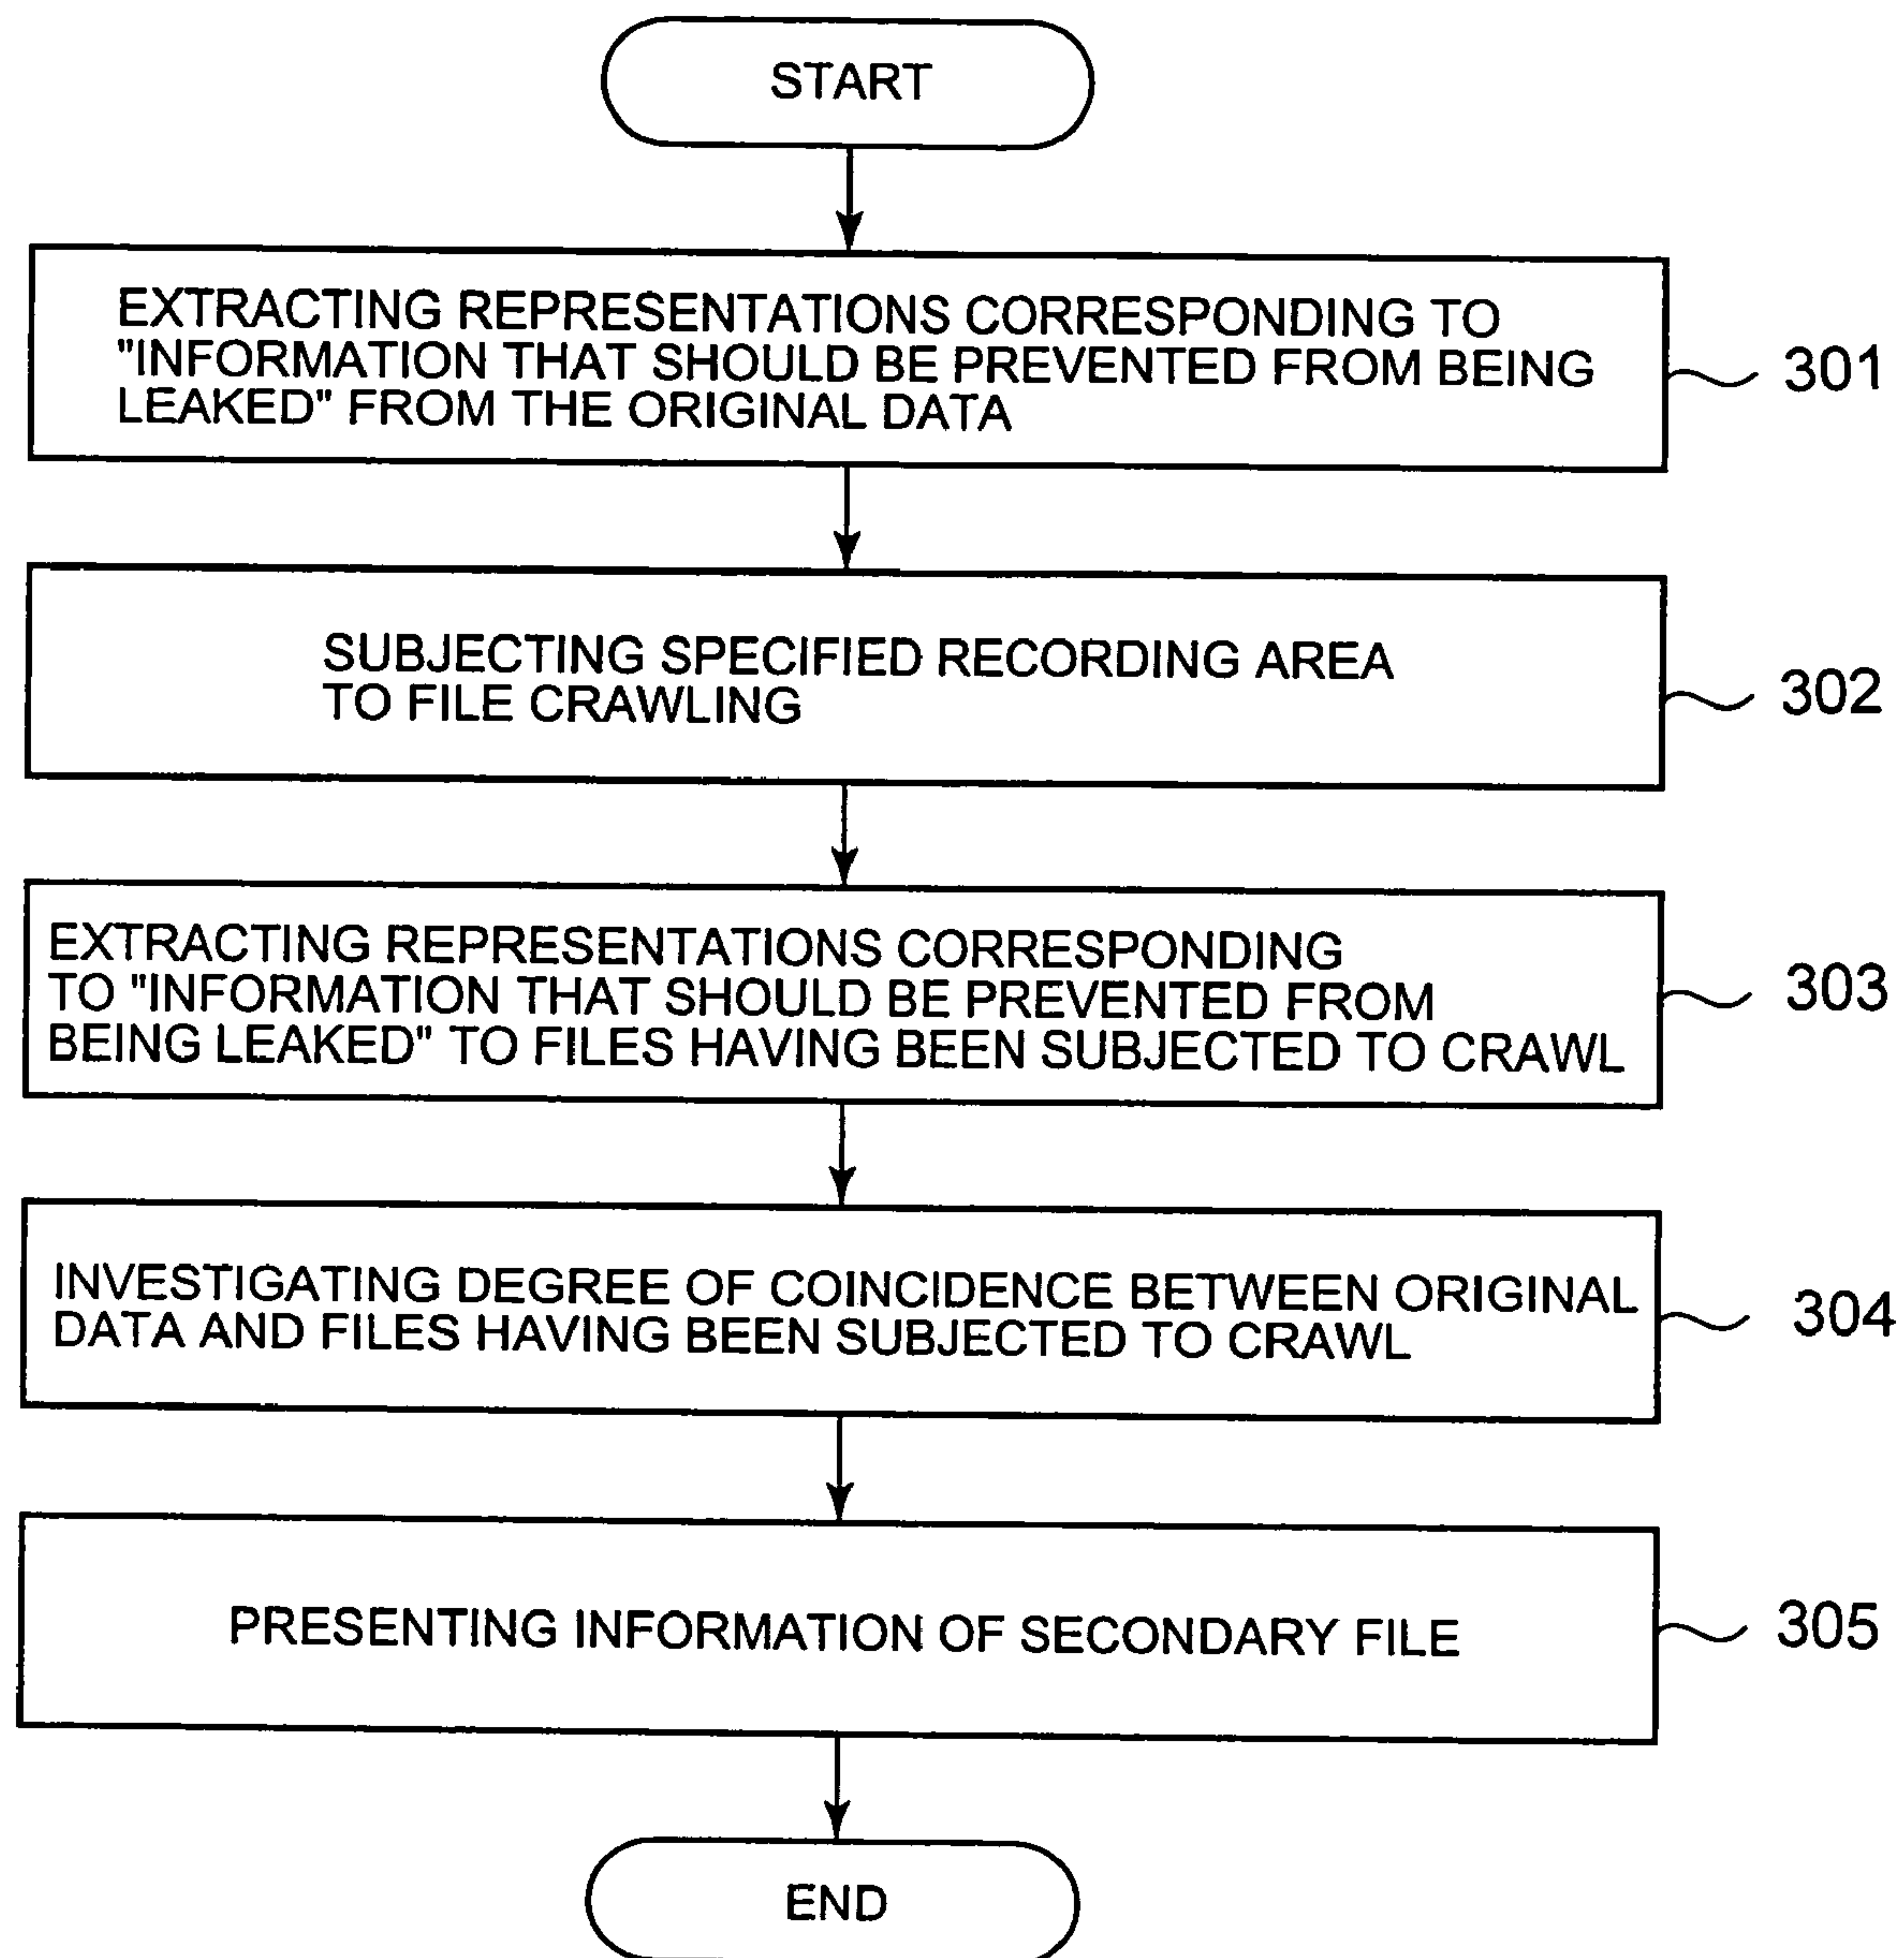 START
EXTRACTING REPRESENTATIONS CORRESPONDING TO
"INFORMATION THAT SHOULD BE PREVENTED FROM BEING
LEAKED" FROM THE ORIGINAL DATA
301
SUBJECTING SPECIFIED RECORDING AREA
TO FILE CRAWLING
302
EXTRACTING REPRESENTATIONS CORRESPONDING
TO "INFORMATION THAT SHOULD BE PREVENTED FROM
BEING LEAKED" TO FILES HAVING BEEN SUBJECTED TO CRAWL
303
INVESTIGATING DEGREE OF COINCIDENCE BETWEEN ORIGINAL
DATA AND FILES HAVING BEEN SUBJECTED TO CRAWL
304
PRESENTING INFORMATION OF SECONDARY FILE
305
END